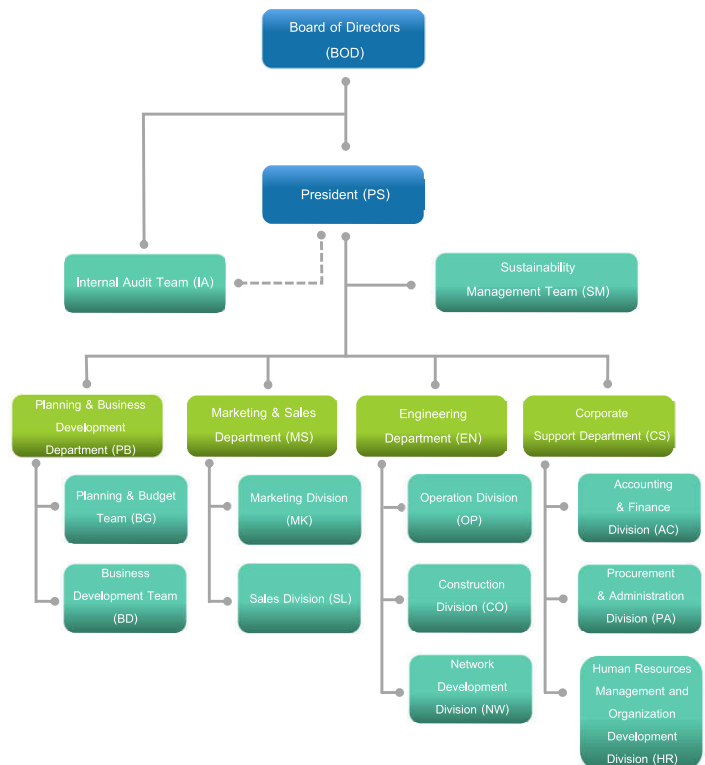 Board of Directors
(BOD)
President (PS)
Internal Audit Team (IA)
Sustainability
Management Team (SM)
Planning & Business
Development
Department (PB)
Marketing & Sales
Department (MS)
Engineering
Department (EN)
Corporate
Support Department (CS)
Planning & Budget
Team (BG)
Marketing Division
(MK)
Operation Division
(OP)
Accounting
& Finance
Division (AC)
Business
Development Team
(BD)
Sales Division (SL)
Construction
Division (CO)
Procurement
& Administration
Division (PA)
Network
Development
Division (NW)
Human Resources
Management and
Organization
Development
Division (HR)